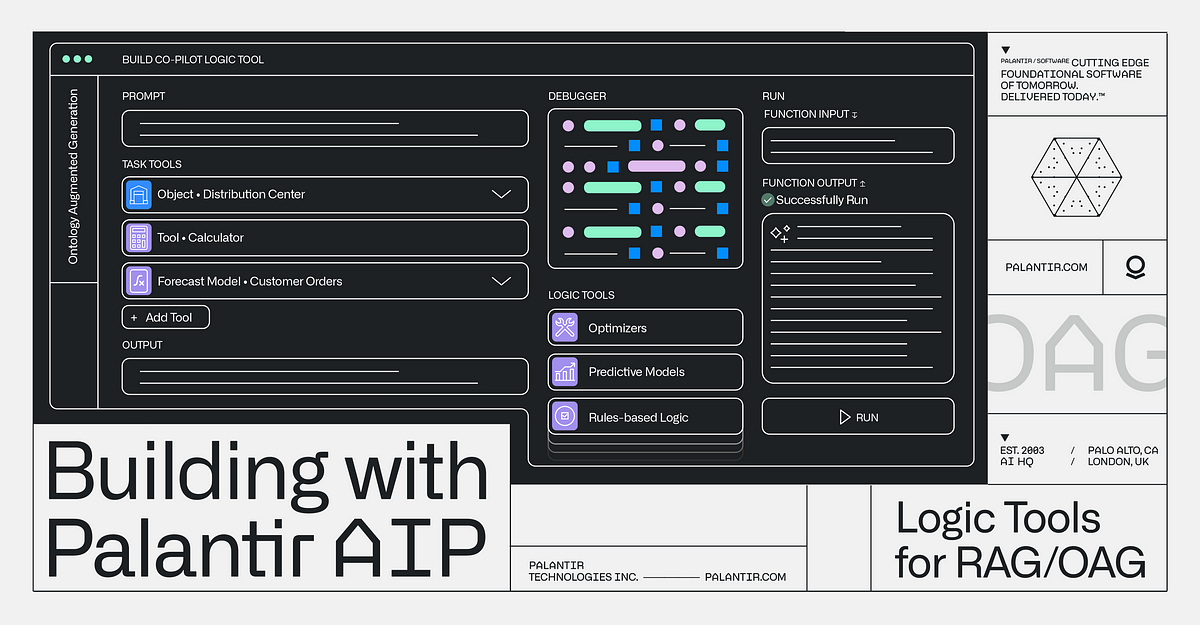 BUILD CO-PILOT LOGIC TOOL
Ontology Augmented Generation
PROMPT
TASK TOOLS
Object • Distribution Center
Tool • Calculator
Forecast Model • Customer Orders
+ Add Tool
OUTPUT
DEBUGGER
LOGIC TOOLS
Optimizers
Predictive Models
Rules-based Logic
RUN
FUNCTION INPUT
FUNCTION OUTPUT
Successfully Run
RUN
PALANTIR / SOFTWARE CUTTING EDGE
FOUNDATIONAL SOFTWARE
OF TOMORROW.
DELIVERED TODAY.™
PALANTIR.COM
OAG
EST. 2003 / PALO ALTO, CA
AI HQ / LONDON, UK
Building with
Palantir AIP
PALANTIR
TECHNOLOGIES INC. PALANTIR.COM
Logic Tools
for RAG/OAG